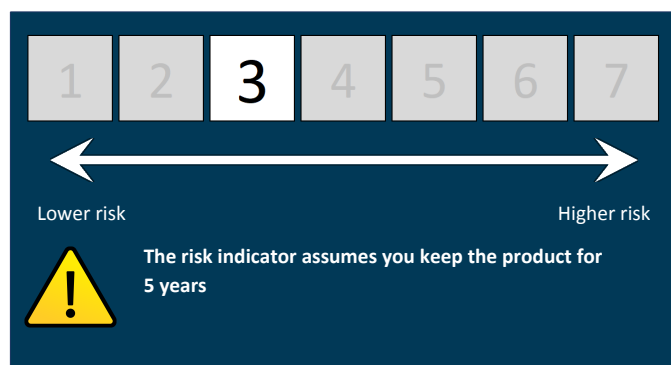 1 2 3 4 5 6 7
Lower risk Higher risk
The risk indicator assumes you keep the product for
5 years